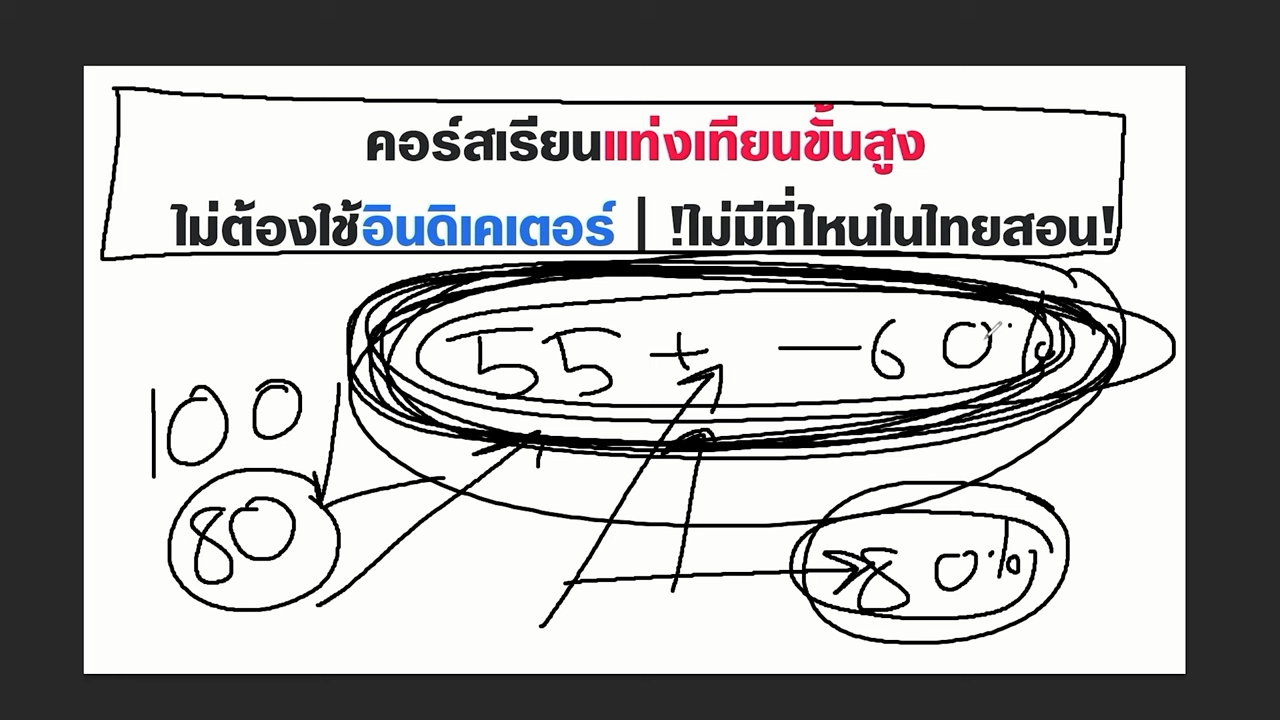 คอร์สเรียนแท่งเทียนขั้นสูง
ไม่ต้องใช้อินดิเคเตอร์ | !ไม่มีที่ไหนในไทยสอน!
55 + — 60%
100
80
80%